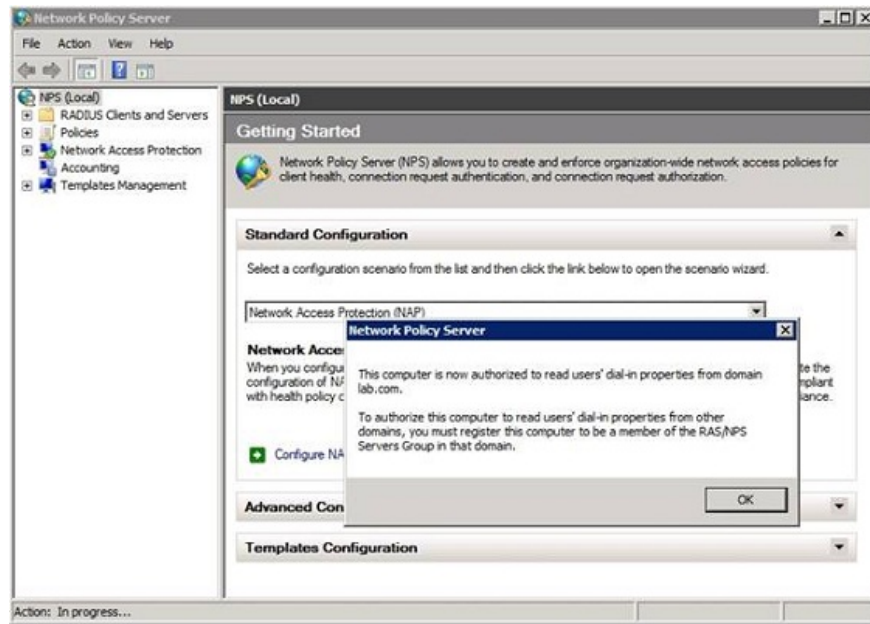 Network Policy Server
File Action View Help
NPS (Local)
RADIUS Clients and Servers
Policies
Network Access Protection
Accounting
Templates Management
NPS (Local)
Getting Started
Network Policy Server (NPS) allows you to create and enforce organization-wide network access policies for
client health, connection request authentication, and connection request authorization.
Standard Configuration
Select a configuration scenario from the list and then click the link below to open the scenario wizard.
Network Access Protection (NAP)
Network Acce
When you configu te the
configuration of NA mpliant
with health policy c iance.
Configure NA
Network Policy Server
This computer is now authorized to read users' dial-in properties from domain
lab.com.
To authorize this computer to read users' dial-in properties from other
domains, you must register this computer to be a member of the RAS/NPS
Servers Group in that domain.
OK
Advanced Con
Templates Configuration
Action: In progress...